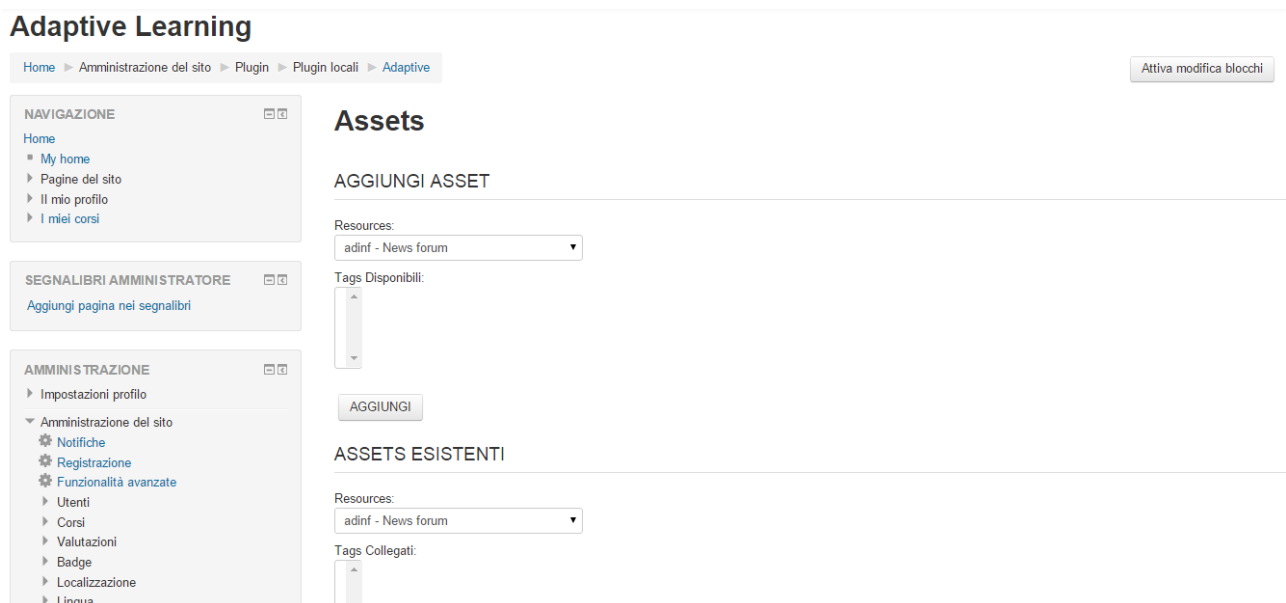 Adaptive Learning
Home Amministrazione del sito Plugin Plugin locali Adaptive
Attiva modifica blocchi
NAVIGAZIONE
Home
My home
Pagine del sito
Il mio profilo
I miei corsi
SEGNALIBRI AMMINISTRATORE
Aggiungi pagina nei segnalibri
AMMINISTRAZIONE
Impostazioni profilo
Amministrazione del sito
Notifiche
Registrazione
Funzionalità avanzate
Utenti
Corsi
Valutazioni
Badge
Localizzazione
Lingua
Assets
AGGIUNGI ASSET
Resources:
adinf - News forum
Tags Disponibili:
AGGIUNGI
ASSETS ESISTENTI
Resources:
adinf - News forum
Tags Collegati: